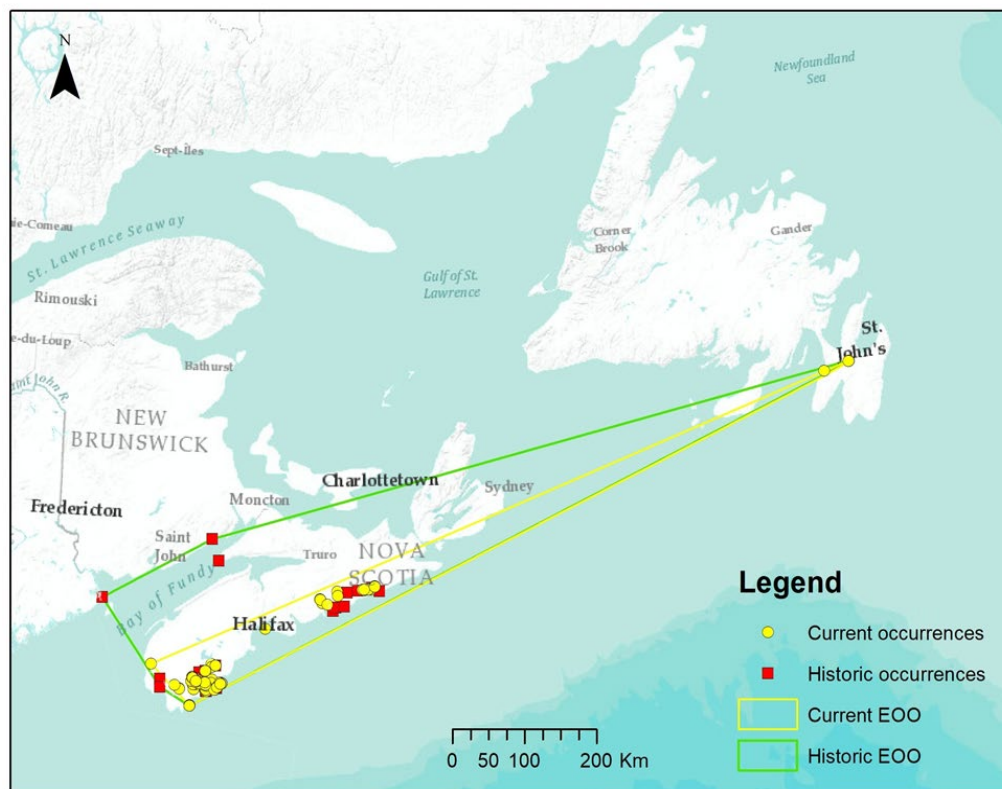 N
Newfoundland
Sea
Sept-Îles
ie-Comeau
St. Lawrence Seaway
Corner
Brook
Gander
Gulf of St.
Lawrence
Rimouski
e-du-Loup
St.
John's
aint John R.
Bathurst
NEW
BRUNSWICK
Charlottetown
Sydney
Moncton
Fredericton
Saint
John
Truro
NOVA
SCOTIA
Bay of Fundy
Halifax
Legend
Current occurrences
Historic occurrences
Current EOO
Historic EOO
0 50 100 200 Km